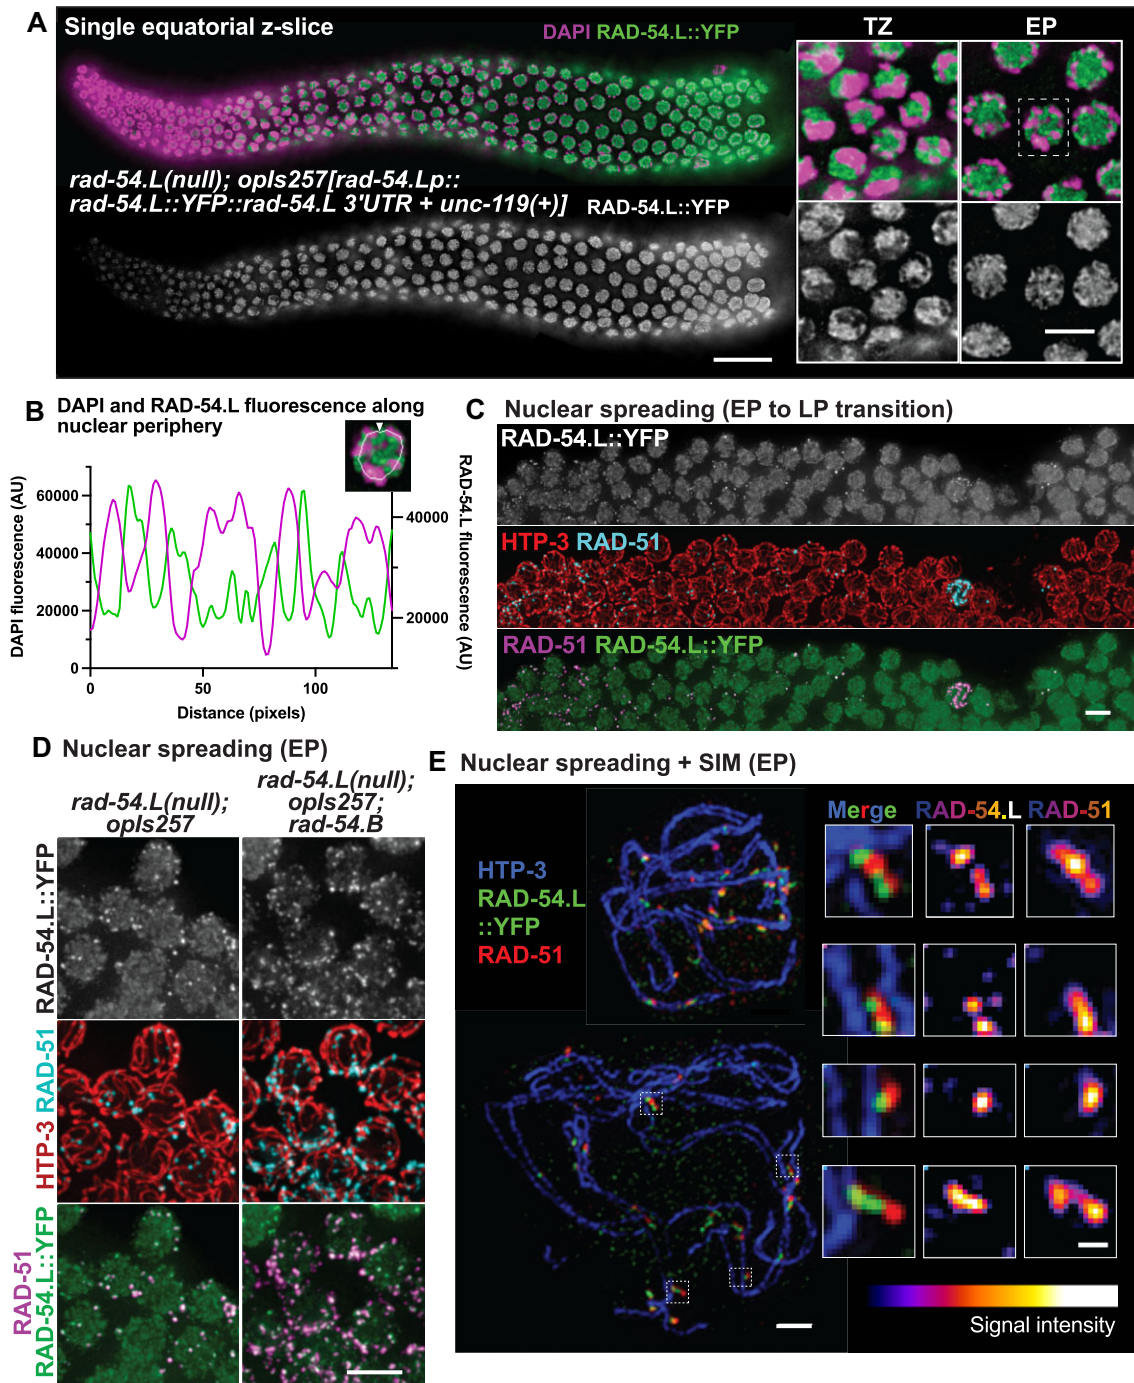 A
Single equatorial z-slice
DAPI RAD-54.L::YFP
TZ
EP
rad-54.L(null); opIs257[rad-54.Lp::
rad-54.L::YFP::rad-54.L 3'UTR + unc-119(+)]
RAD-54.L::YFP
B
DAPI and RAD-54.L fluorescence along
nuclear periphery
DAPI fluorescence (AU)
60000
40000
20000
0
0
50
100
Distance (pixels)
40000
20000
RAD-54.L fluorescence (AU)
C
Nuclear spreading (EP to LP transition)
RAD-54.L::YFP
HTP-3 RAD-51
RAD-51 RAD-54.L::YFP
D
Nuclear spreading (EP)
rad-54.L(null);
opIs257
rad-54.L(null);
opIs257;
rad-54.B
RAD-54.L::YFP
HTP-3 RAD-51
RAD-51
RAD-54.L::YFP
E
Nuclear spreading + SIM (EP)
HTP-3
RAD-54.L
::YFP
RAD-51
Merge
RAD-54.L
RAD-51
Signal intensity